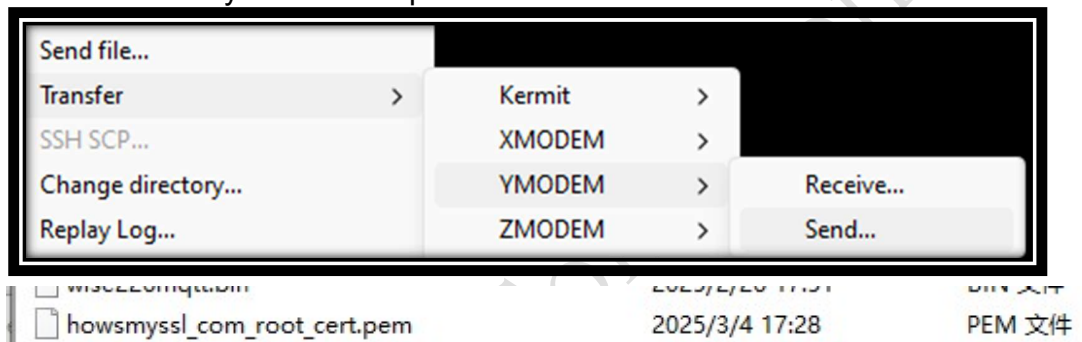 Send file...
Transfer > Kermit >
SSH SCP... XMODEM >
Change directory... YMODEM > Receive...
Replay Log... ZMODEM > Send...
howsmyssl_com_root_cert.pem 2025/3/4 17:28 PEM 文件